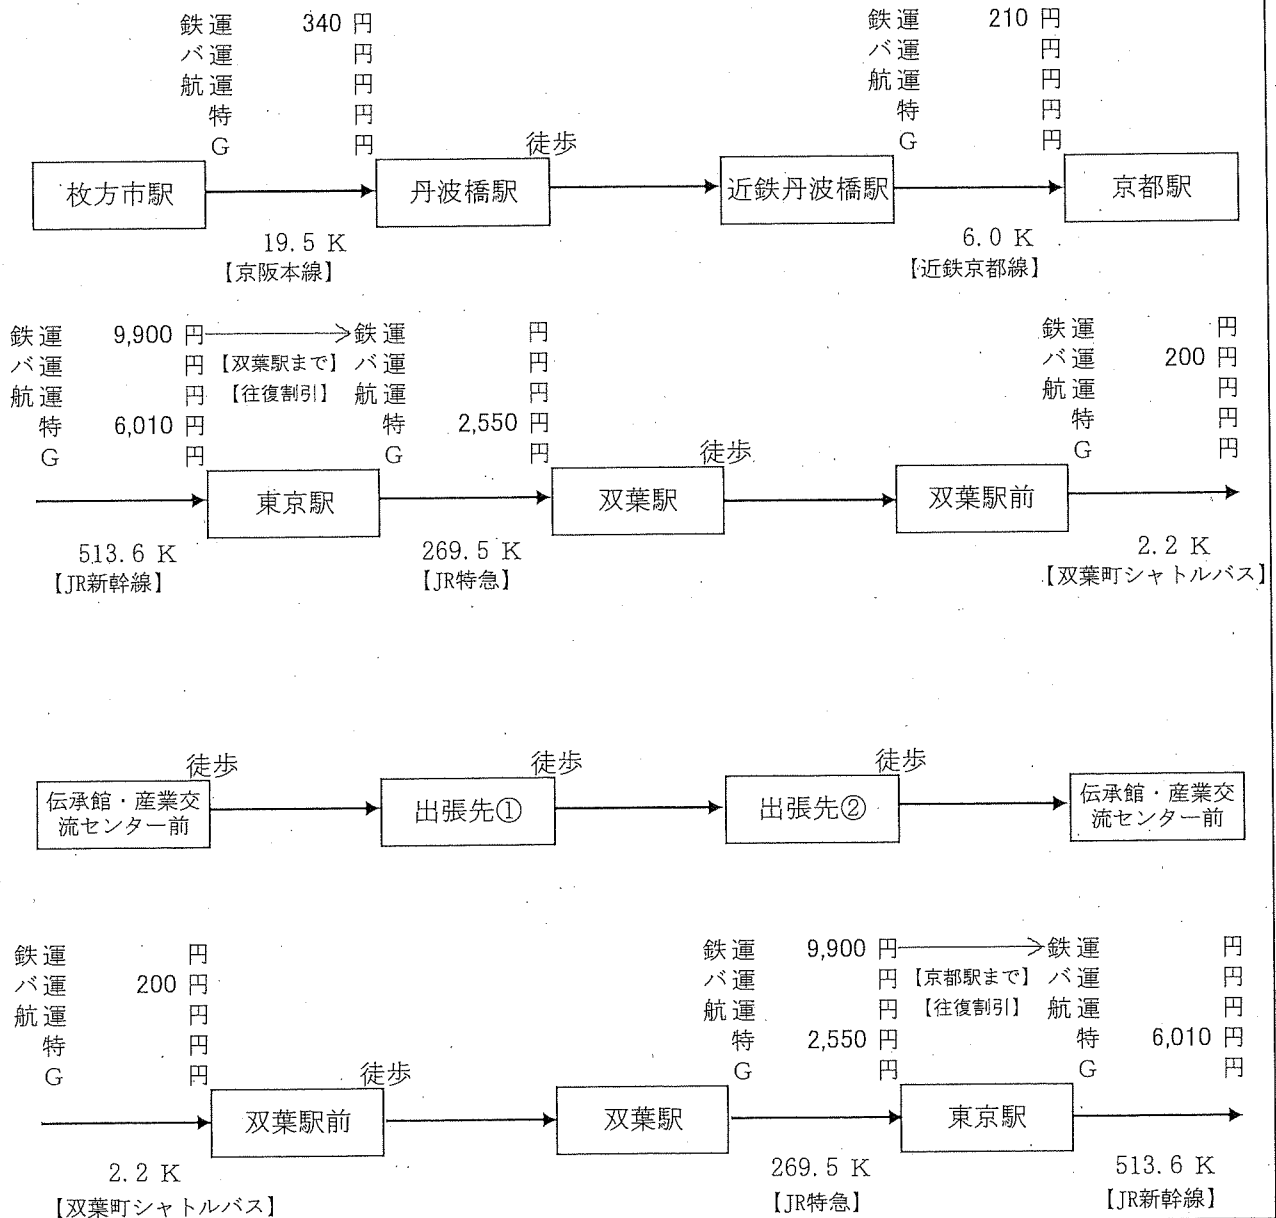 鉄運 340 円 鉄運 210 円
バ運 円 バ運 円
航運 円 航運 円
特 円 特 円
G 円 徒歩 G 円
枚方市駅 丹波橋駅 近鉄丹波橋駅 京都駅
19.5 K 6.0 K
【京阪本線】 【近鉄京都線】
鉄運 9,900 円 鉄運 円 鉄運 円
バ運 円 【双葉駅まで】 バ運 円 バ運 200 円
航運 円 【往復割引】 航運 円 航運 円
特 6,010 円 特 2,550 円 特 円
G 円 G 円 徒歩 G 円
東京駅 双葉駅 双葉駅前
513.6 K 269.5 K 2.2 K
【JR新幹線】 【JR特急】 【双葉町シャトルバス】
徒歩 徒歩 徒歩
伝承館・産業交流センター前 出張先① 出張先② 伝承館・産業交流センター前
鉄運 円 鉄運 9,900 円 鉄運 円
バ運 200 円 バ運 円 【京都駅まで】 バ運 円
航運 円 航運 円 【往復割引】 航運 円
特 円 特 2,550 円 特 6,010 円
G 円 徒歩 G 円 G 円
双葉駅前 双葉駅 東京駅
2.2 K 269.5 K 513.6 K
【双葉町シャトルバス】 【JR特急】 【JR新幹線】